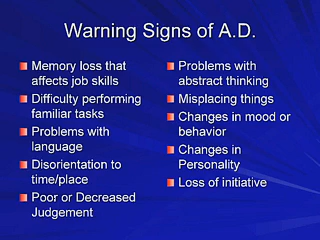 Warning Signs of A.D.
Memory loss that
affects job skills
Difficulty performing
familiar tasks
Problems with
language
Disorientation to
time/place
Poor or Decreased
Judgement
Problems with
abstract thinking
Misplacing things
Changes in mood or
behavior
Changes in
Personality
Loss of initiative